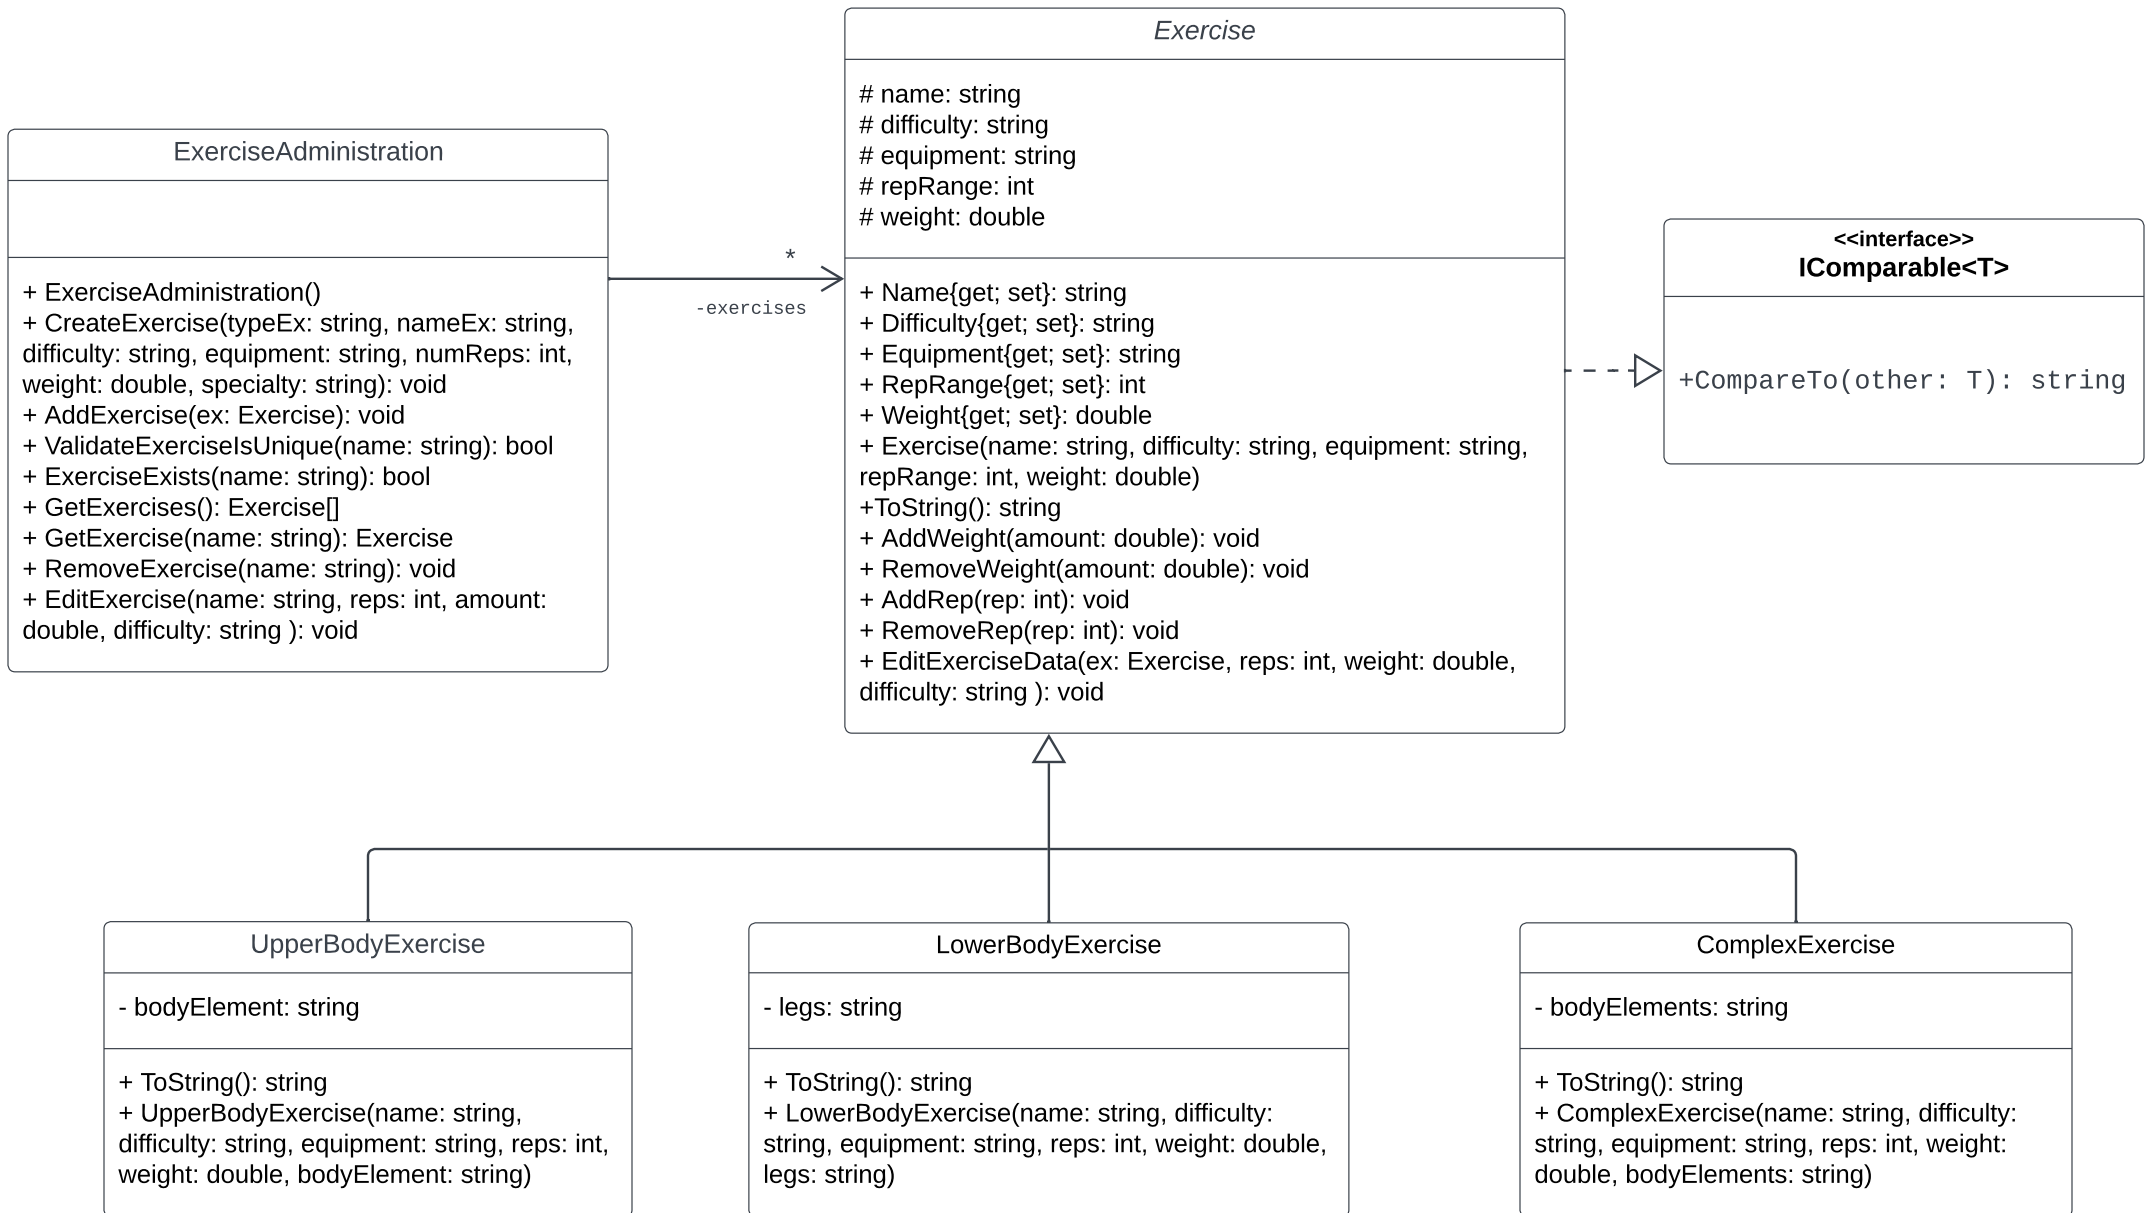 Exercise
# name: string
# difficulty: string
# equipment: string
# repRange: int
# weight: double
+ Name{get; set}: string
+ Difficulty{get; set}: string
+ Equipment{get; set}: string
+ RepRange{get; set}: int
+ Weight{get; set}: double
+ Exercise(name: string, difficulty: string, equipment: string,
repRange: int, weight: double)
+ToString(): string
+ AddWeight(amount: double): void
+ RemoveWeight(amount: double): void
+ AddRep(rep: int): void
+ RemoveRep(rep: int): void
+ EditExerciseData(ex: Exercise, reps: int, weight: double,
difficulty: string ): void
ExerciseAdministration
+ ExerciseAdministration()
+ CreateExercise(typeEx: string, nameEx: string,
difficulty: string, equipment: string, numReps: int,
weight: double, specialty: string): void
+ AddExercise(ex: Exercise): void
+ ValidateExerciseIsUnique(name: string): bool
+ ExerciseExists(name: string): bool
+ GetExercises(): Exercise[]
+ GetExercise(name: string): Exercise
+ RemoveExercise(name: string): void
+ EditExercise(name: string, reps: int, amount:
double, difficulty: string ): void
*
-exercises
<<interface>>
IComparable<T>
+CompareTo(other: T): string
UpperBodyExercise
- bodyElement: string
+ ToString(): string
+ UpperBodyExercise(name: string,
difficulty: string, equipment: string, reps: int,
weight: double, bodyElement: string)
LowerBodyExercise
- legs: string
+ ToString(): string
+ LowerBodyExercise(name: string, difficulty:
string, equipment: string, reps: int, weight: double,
legs: string)
ComplexExercise
- bodyElements: string
+ ToString(): string
+ ComplexExercise(name: string, difficulty:
string, equipment: string, reps: int, weight:
double, bodyElements: string)